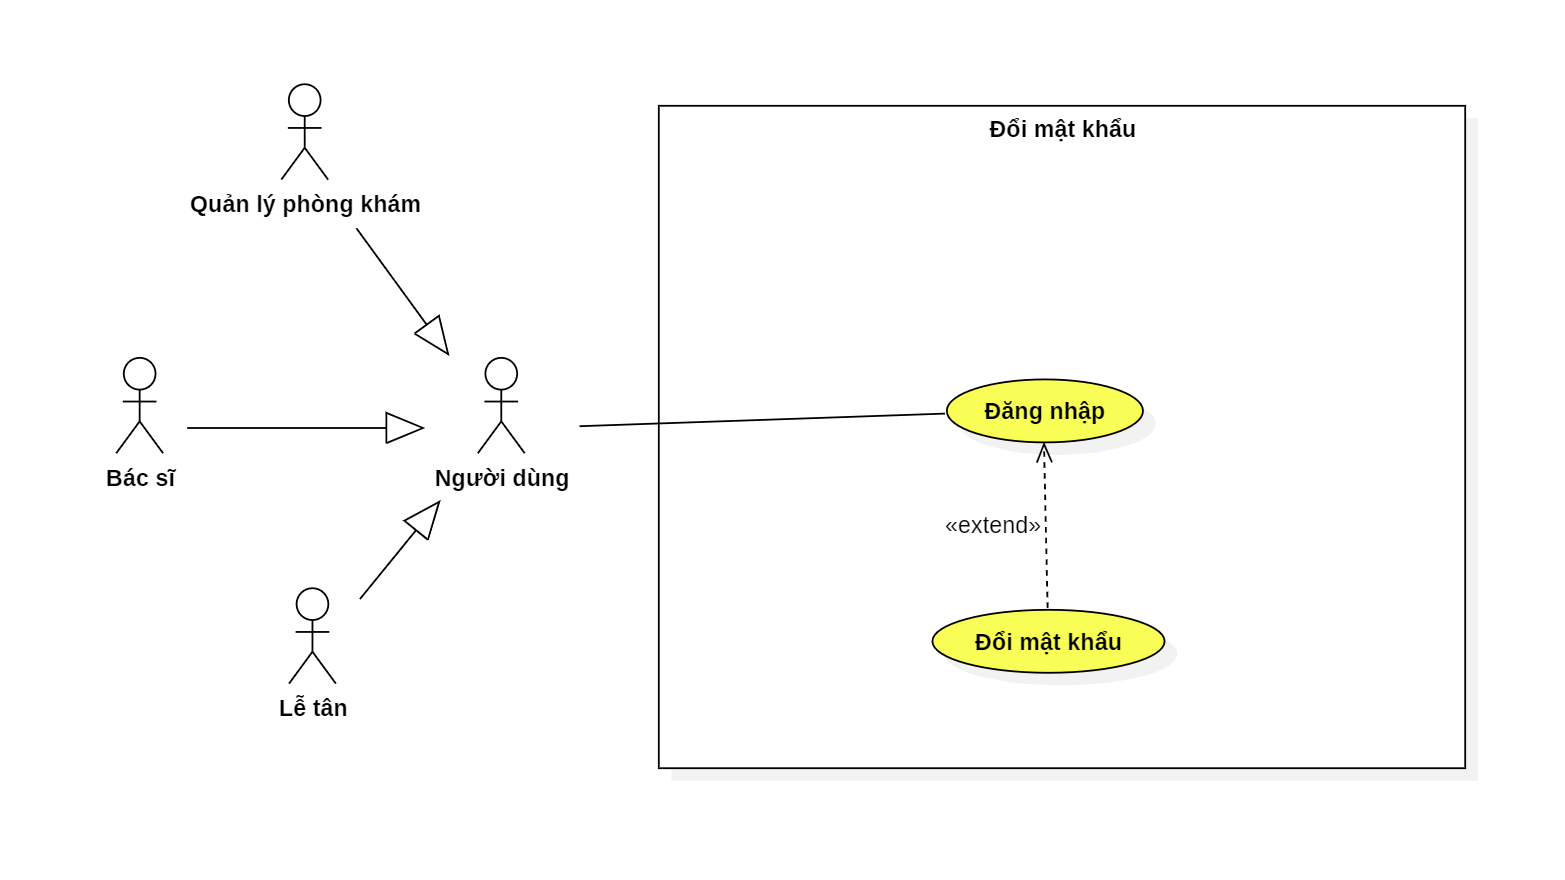 Đổi mật khẩu
Quản lý phòng khám
Đăng nhập
Bác sĩ
Người dùng
«extend»
Đổi mật khẩu
Lễ tân